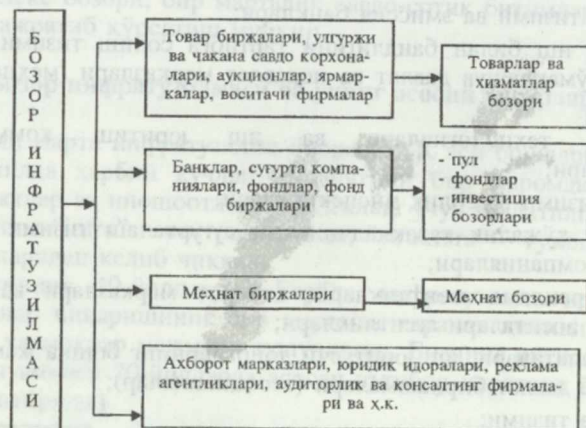 БОЗОР ИНФРАТУЗИЛМАСИ
Товар биржалари, улгуржи
ва чакана савдо корхона-
лари, аукционлар, ярмар-
калар, воситачи фирмалар
Товарлар ва
хизматлар
бозори
Банклар, суғурта компа-
ниялари, фондлар, фонд
биржалари
- пул
- фондлар
- инвестиция
бозорлари
Меҳнат биржалари
Меҳнат бозори
Ахборот марказлари, юридик идоралари, реклама
агентликлари, аудиторлик ва консалтинг фирмала-
ри ва ҳ.к.